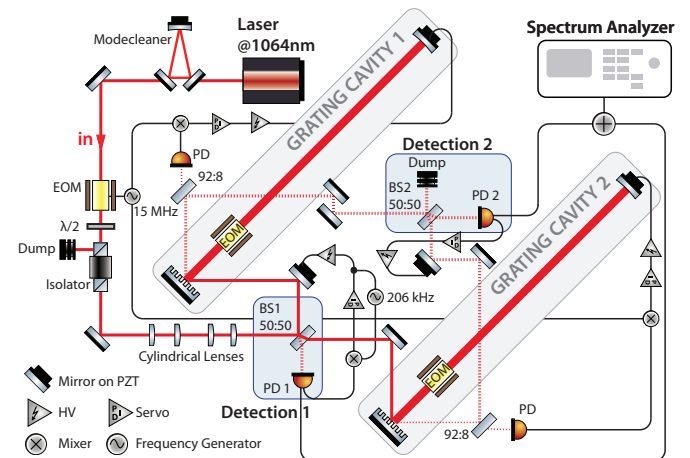 Modecleaner
Laser
@1064nm
Spectrum Analyzer
GRATING CAVITY 1
in
PD
92:8
Detection 2
Dump
BS2
50:50
PD 2
EOM
15 MHz
λ/2
Dump
Isolator
EOM
GRATING CAVITY 2
206 kHz
BS1
50:50
Cylindrical Lenses
PD 1
Detection 1
EOM
PD
92:8
Mirror on PZT
HV
Servo
Mixer
Frequency Generator